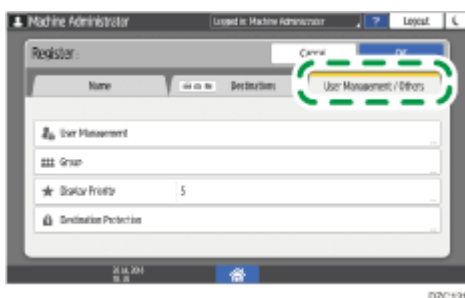 Machine Administrator Logged in: Machine Administrator ? Logout
Register: Cancel OK
Name Destinations User Management / Others
User Management
Group
Display Priority 5
Destination Protection